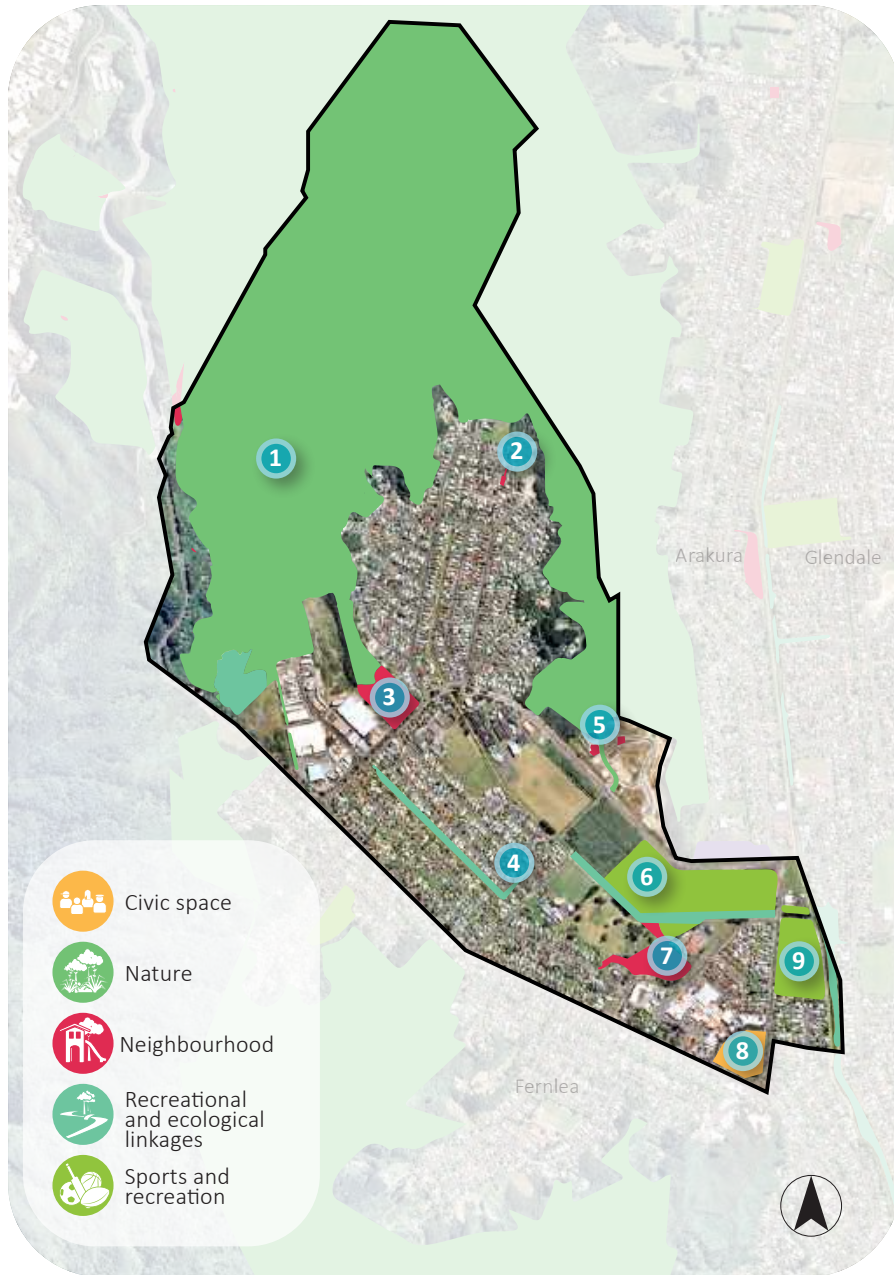 1
2
Arakura
Glendale
3
5
4
6
7
9
8
Fernlea
Civic space
Nature
Neighbourhood
Recreational
and ecological
linkages
Sports and
recreation